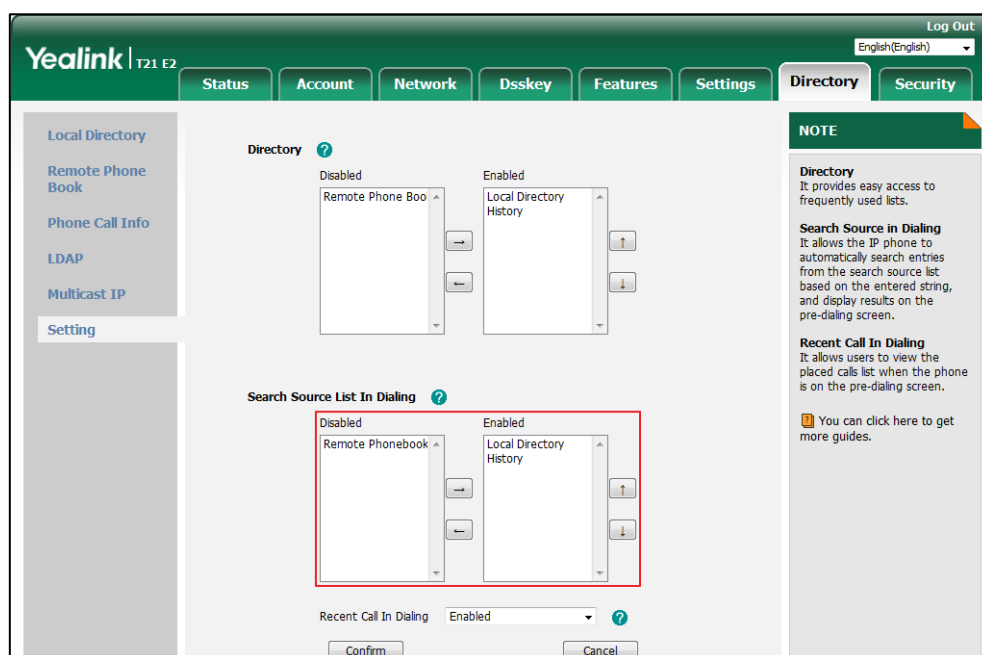 Log Out
Yealink T21 E2
English(English)
Status Account Network Dsskey Features Settings Directory Security
Local Directory
Remote Phone
Book
Phone Call Info
LDAP
Multicast IP
Setting
Directory ?
Disabled Enabled
Remote Phone Boo Local Directory
History
→ ↑
← ↓
Search Source List In Dialing ?
Disabled Enabled
Remote Phonebook Local Directory
History
→ ↑
← ↓
Recent Call In Dialing Enabled ?
Confirm Cancel
NOTE
Directory
It provides easy access to
frequently used lists.
Search Source in Dialing
It allows the IP phone to
automatically search entries
from the search source list
based on the entered string,
and display results on the
pre-dialing screen.
Recent Call In Dialing
It allows users to view the
placed calls list when the phone
is on the pre-dialing screen.
? You can click here to get
more guides.